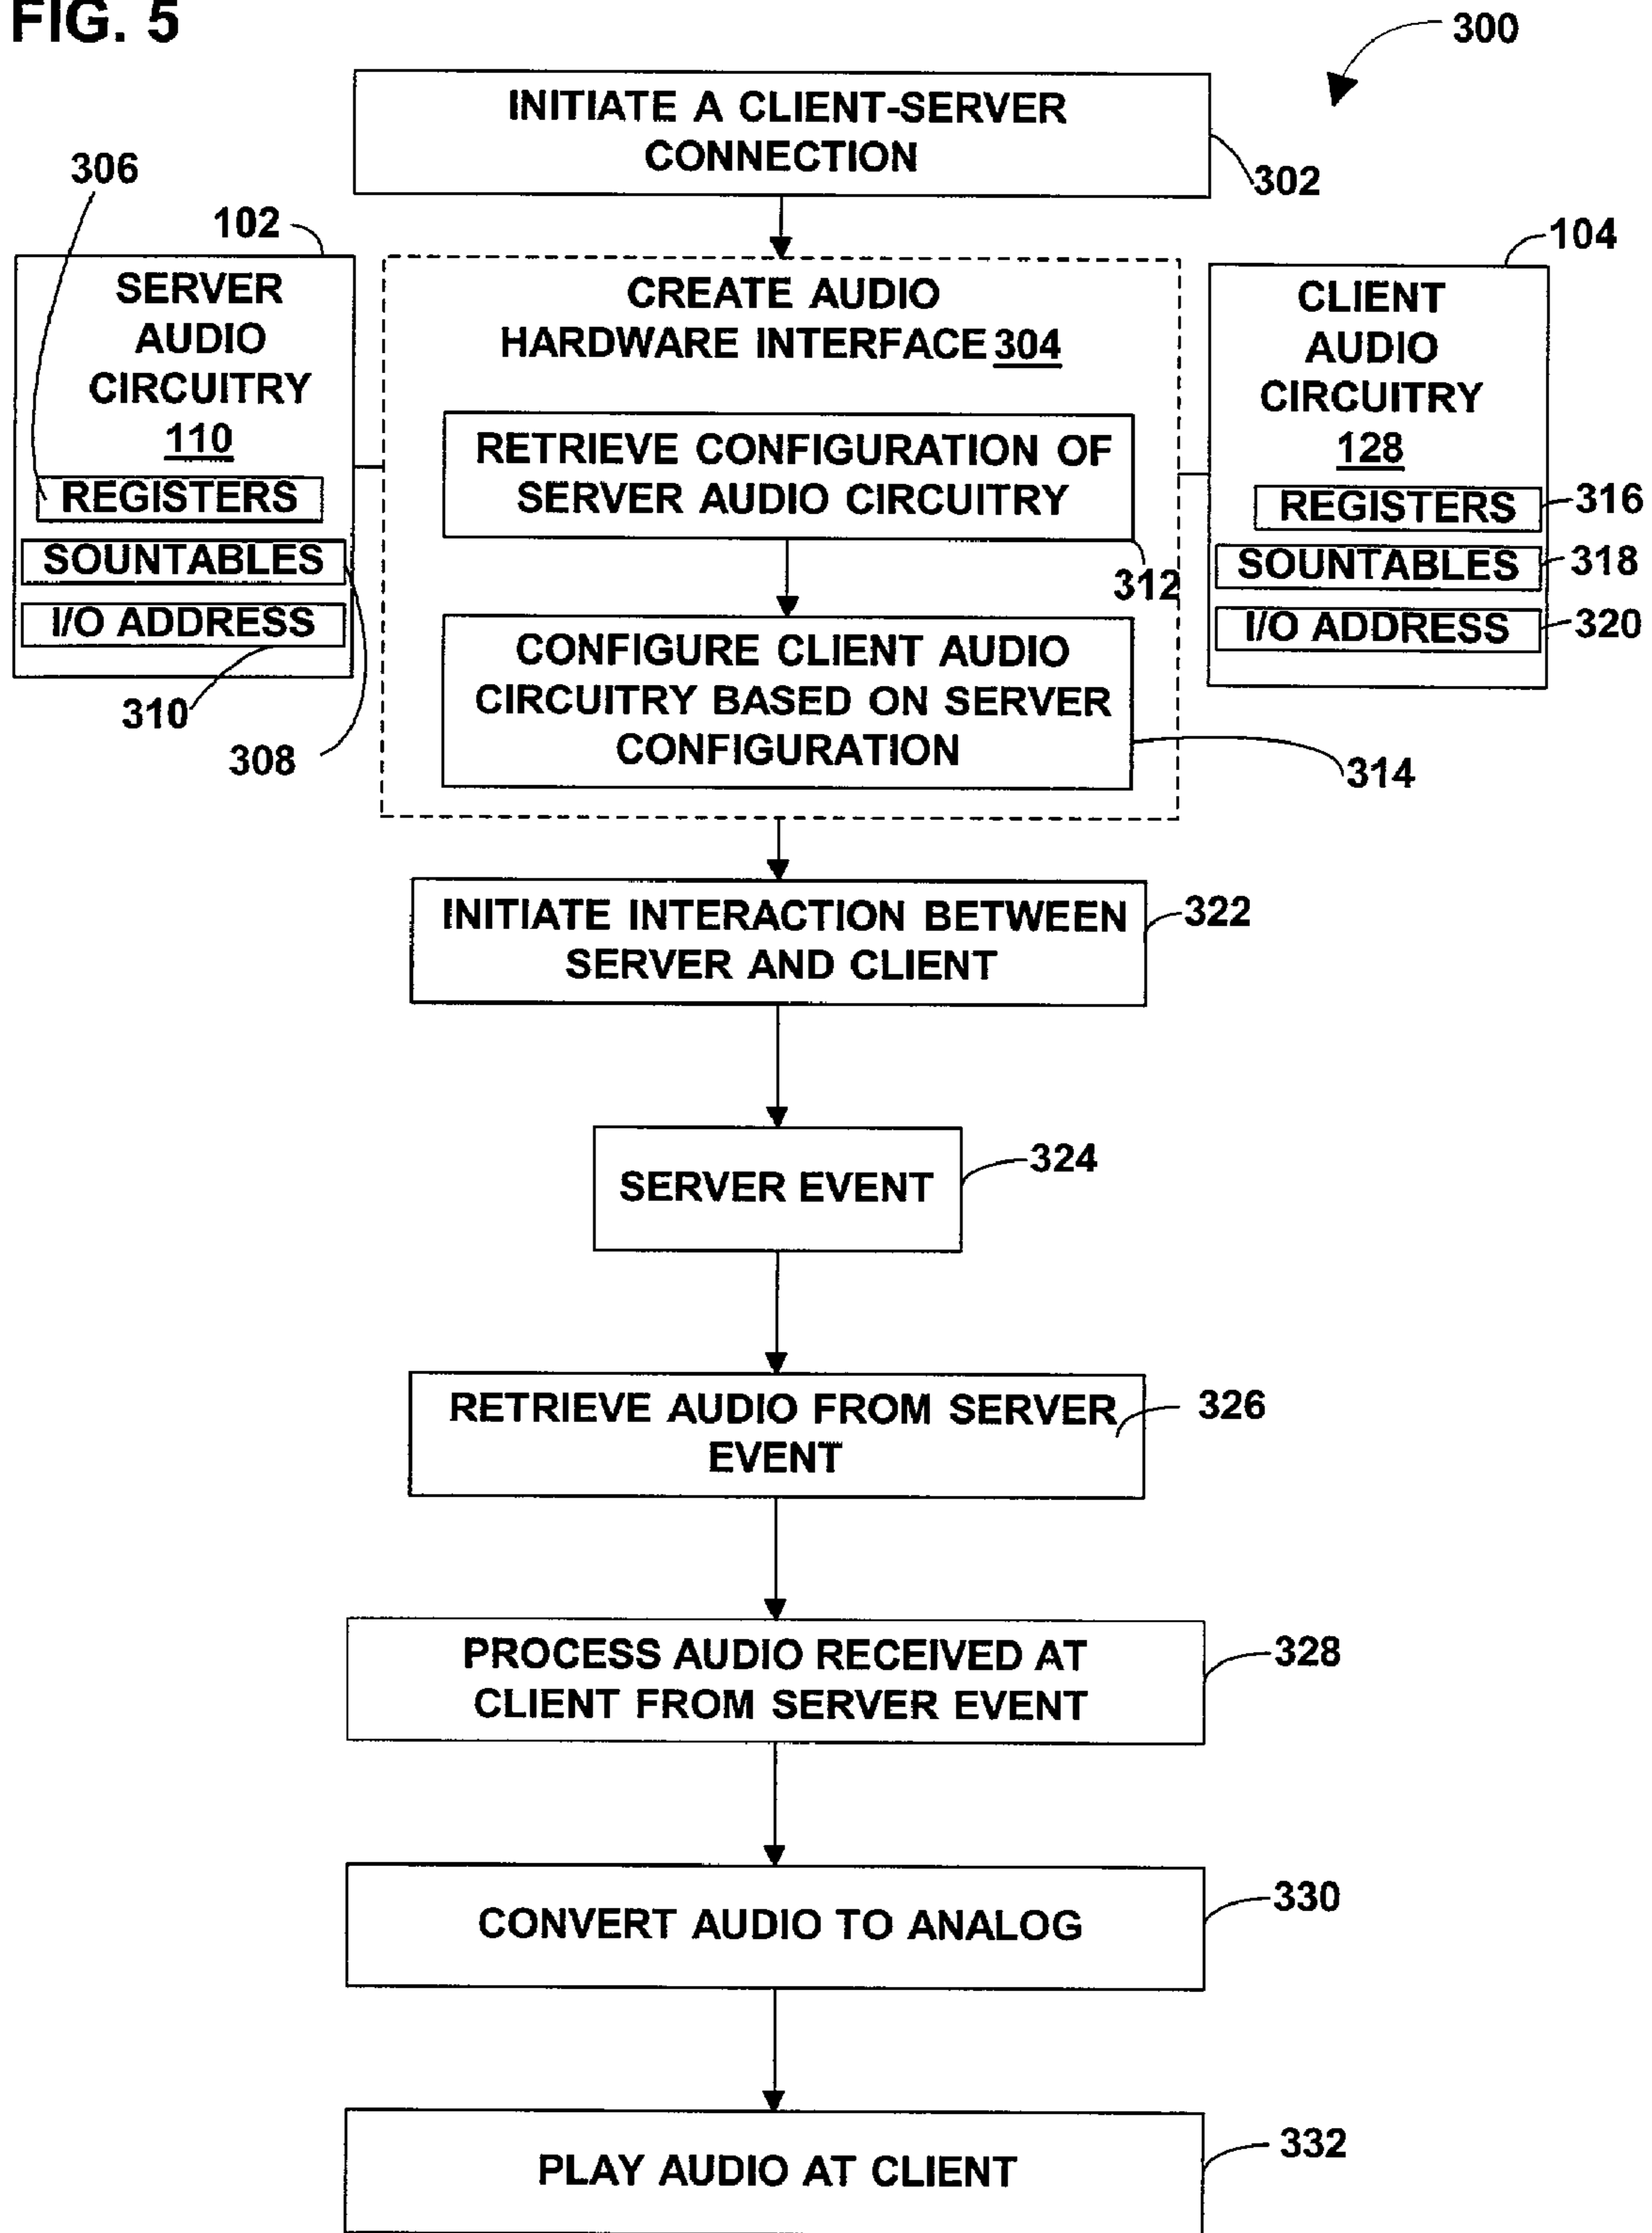 FIG. 5
300
INITIATE A CLIENT-SERVER
CONNECTION
302
306
102
SERVER
AUDIO
CIRCUITRY
110
REGISTERS
SOUNTABLES
I/O ADDRESS
310
308
CREATE AUDIO
HARDWARE INTERFACE 304
RETRIEVE CONFIGURATION OF
SERVER AUDIO CIRCUITRY
312
CONFIGURE CLIENT AUDIO
CIRCUITRY BASED ON SERVER
CONFIGURATION
314
104
CLIENT
AUDIO
CIRCUITRY
128
REGISTERS
316
SOUNTABLES
318
I/O ADDRESS
320
INITIATE INTERACTION BETWEEN
SERVER AND CLIENT
322
SERVER EVENT
324
RETRIEVE AUDIO FROM SERVER
EVENT
326
PROCESS AUDIO RECEIVED AT
CLIENT FROM SERVER EVENT
328
CONVERT AUDIO TO ANALOG
330
PLAY AUDIO AT CLIENT
332